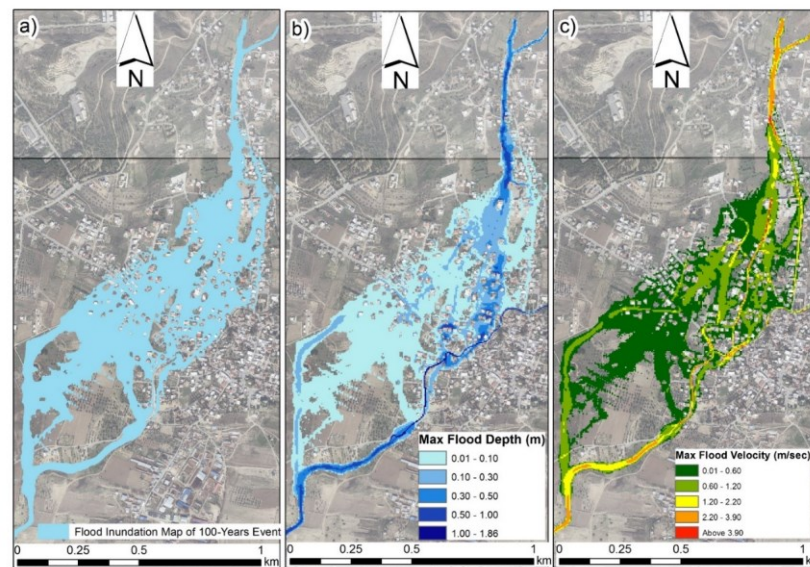 a)
N
Flood Inundation Map of 100-Years Event
0 0.25 0.5 1
km
b)
N
Max Flood Depth (m)
0.01 - 0.10
0.10 - 0.30
0.30 - 0.50
0.50 - 1.00
1.00 - 1.86
0 0.25 0.5 1
km
c)
N
Max Flood Velocity (m/sec)
0.01 - 0.60
0.60 - 1.20
1.20 - 2.20
2.20 - 3.90
Above 3.90
0 0.25 0.5 1